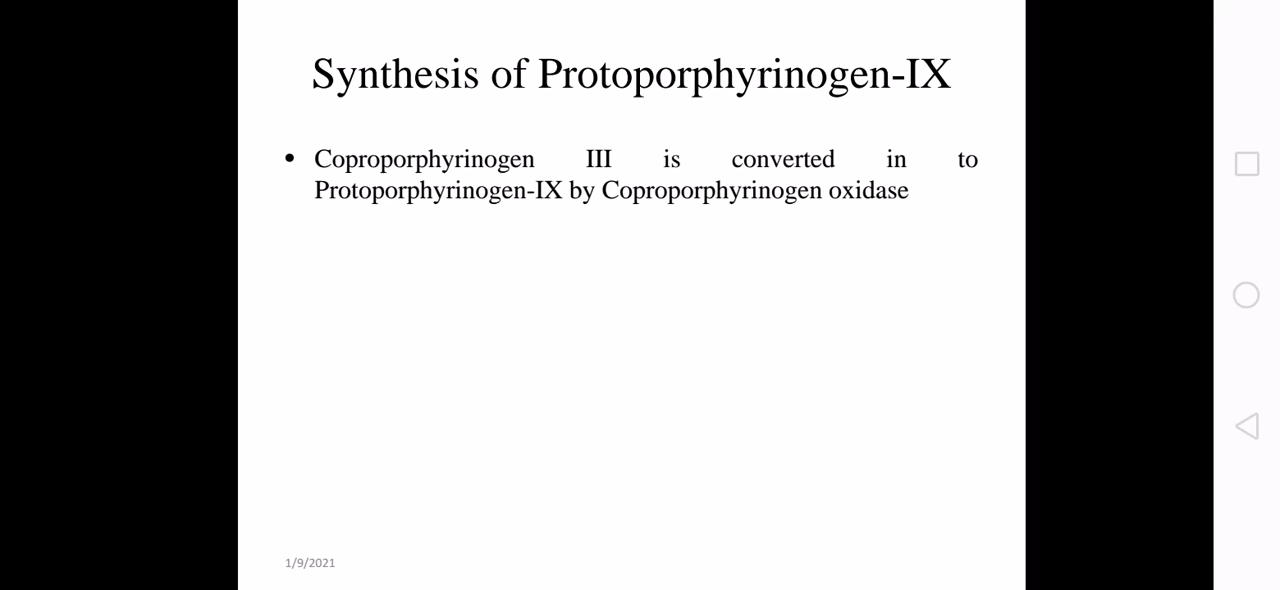 Synthesis of Protoporphyrinogen-IX
• Coproporphyrinogen III is converted in to
Protoporphyrinogen-IX by Coproporphyrinogen oxidase
1/9/2021